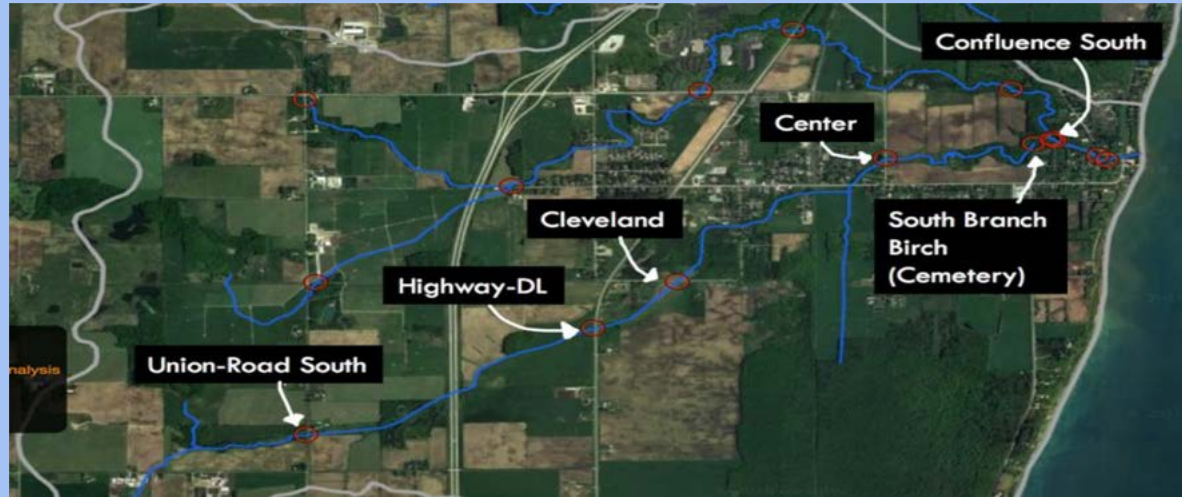 Confluence South
Center
Cleveland
South Branch
Birch
(Cemetery)
Highway-DL
Union-Road South
nalysis